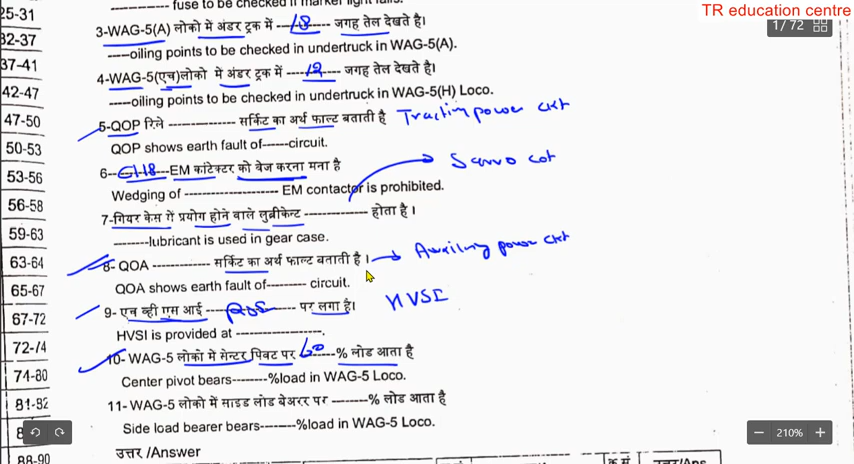 TR education centre
1 / 72
25-31
32-37
37-41
42-47
47-50
50-53
53-56
56-58
59-63
63-64
65-67
67-72
72-74
74-80
81-82
88-90
------------- fuse to be checked if marker light fails.
3-WAG-5(A) लोको में अंडर ट्रक में ----18---- जगह तेल देखते है।
----oiling points to be checked in undertruck in WAG-5(A).
4-WAG-5(एच)लोको में अंडर ट्रक में ----12---- जगह तेल देखते है।
-----oiling points to be checked in undertruck in WAG-5(H) Loco.
5-QOP रिले -------------- सर्किट का अर्थ फाल्ट बताती है Traction power ckt
QOP shows earth fault of------circuit.
6---C118---EM कांटेक्टर को वेज करना मना है
Wedging of -------------------- EM contactor is prohibited.
Servo cot
7-गियर केस में प्रयोग होने वाले लुब्रीकेन्ट -------------- होता है ।
--------lubricant is used in gear case.
8- QOA ------------- सर्किट का अर्थ फाल्ट बताती है । Auxiliary power ckt
QOA shows earth fault of--------- circuit.
9- एच व्ही एस आई ------------- पर लगा है। HVSI
HVSI is provided at -------------------.
10- WAG-5 लोको में सेन्टर पिवट पर 60-----% लोड आता है
Center pivot bears--------%load in WAG-5 Loco.
11- WAG-5 लोको में साइड लोड बेअरर पर --------% लोड आता है
Side load bearer bears--------%load in WAG-5 Loco.
उत्तर /Answer
क्र सं
उत्तर/Ans
210%